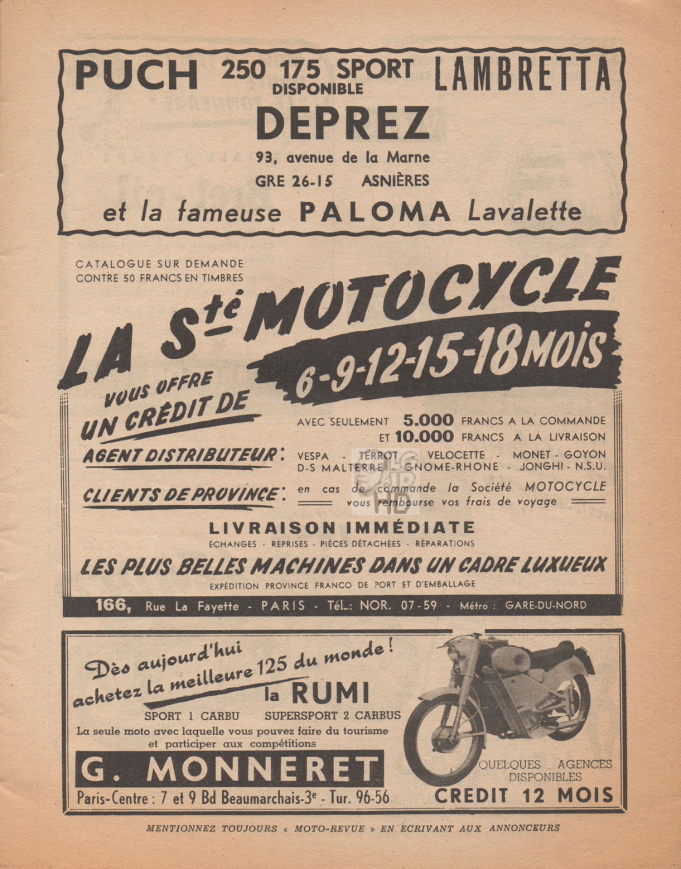 PUCH 250 175 SPORT LAMBRETTA
DISPONIBLE
DEPREZ
93, avenue de la Marne
GRE 26-15 ASNIÈRES
et la fameuse PALOMA Lavalette
CATALOGUE SUR DEMANDE
CONTRE 50 FRANCS EN TIMBRES
LA Sté MOTOCYCLE
VOUS OFFRE
UN CRÉDIT DE
6-9-12-15-18 MOIS
AVEC SEULEMENT 5.000 FRANCS A LA COMMANDE
ET 10.000 FRANCS A LA LIVRAISON
AGENT DISTRIBUTEUR :
VESPA - TERROT - VELOCETTE - MONET - GOYON
D-S MALTERRE - GNOME-RHONE - JONGHI - N.S.U.
CLIENTS DE PROVINCE :
en cas de commande la Société MOTOCYCLE
vous rembourse vos frais de voyage
LIVRAISON IMMÉDIATE
ÉCHANGES - REPRISES - PIÈCES DÉTACHÉES - RÉPARATIONS
LES PLUS BELLES MACHINES DANS UN CADRE LUXUEUX
EXPÉDITION PROVINCE FRANCO DE PORT ET D'EMBALLAGE
166, Rue La Fayette - PARIS - Tél.: NOR. 07-59 - Métro : GARE-DU-NORD
Dès aujourd'hui
achetez la meilleure 125 du monde !
la RUMI
SPORT 1 CARBU SUPERSPORT 2 CARBUS
La seule moto avec laquelle vous pouvez faire du tourisme
et participer aux compétitions
G. MONNERET
Paris-Centre : 7 et 9 Bd Beaumarchais-3e - Tur. 96-56
QUELQUES AGENCES
DISPONIBLES
CREDIT 12 MOIS
MENTIONNEZ TOUJOURS « MOTO-REVUE » EN ECRIVANT AUX ANNONCEURS